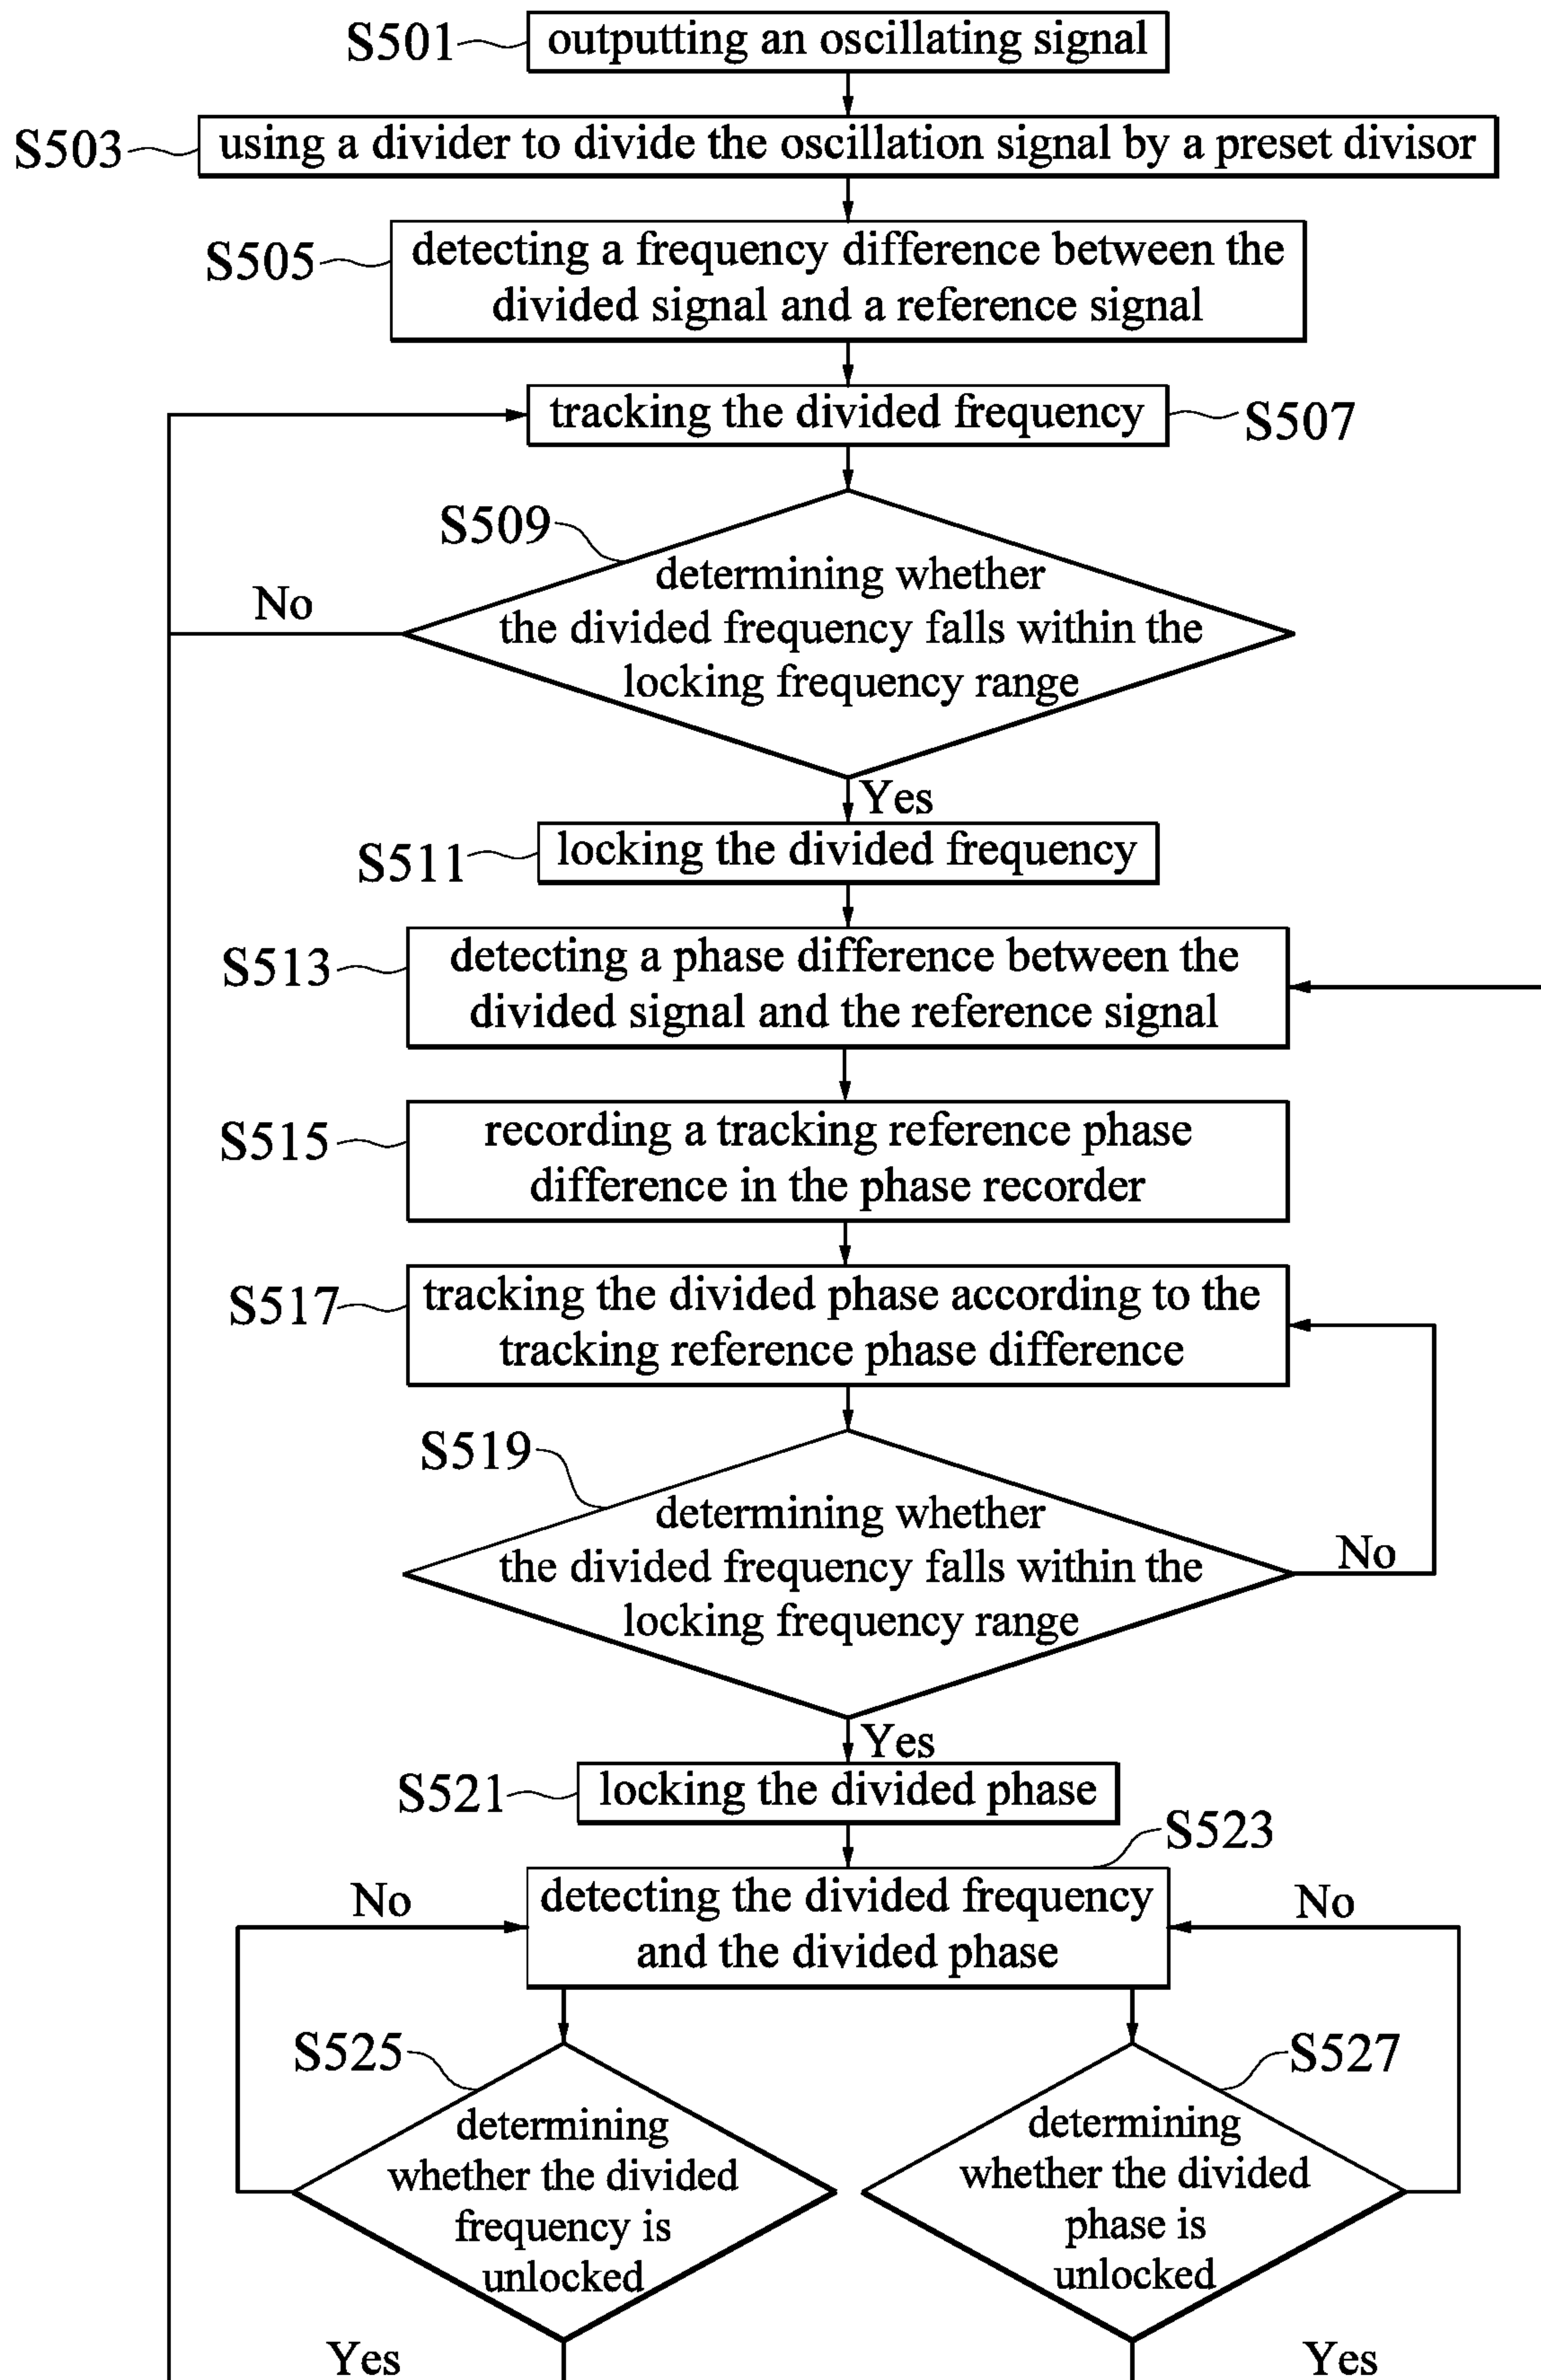 S501
outputting an oscillating signal
S503
using a divider to divide the oscillation signal by a preset divisor
S505
detecting a frequency difference between the
divided signal and a reference signal
tracking the divided frequency
S507
S509
determining whether
the divided frequency falls within the
locking frequency range
No
Yes
S511
locking the divided frequency
S513
detecting a phase difference between the
divided signal and the reference signal
S515
recording a tracking reference phase
difference in the phase recorder
S517
tracking the divided phase according to the
tracking reference phase difference
S519
determining whether
the divided frequency falls within the
locking frequency range
No
Yes
S521
locking the divided phase
S523
detecting the divided frequency
and the divided phase
No
No
S525
determining
whether the divided
frequency is
unlocked
S527
determining
whether the divided
phase is
unlocked
Yes
Yes